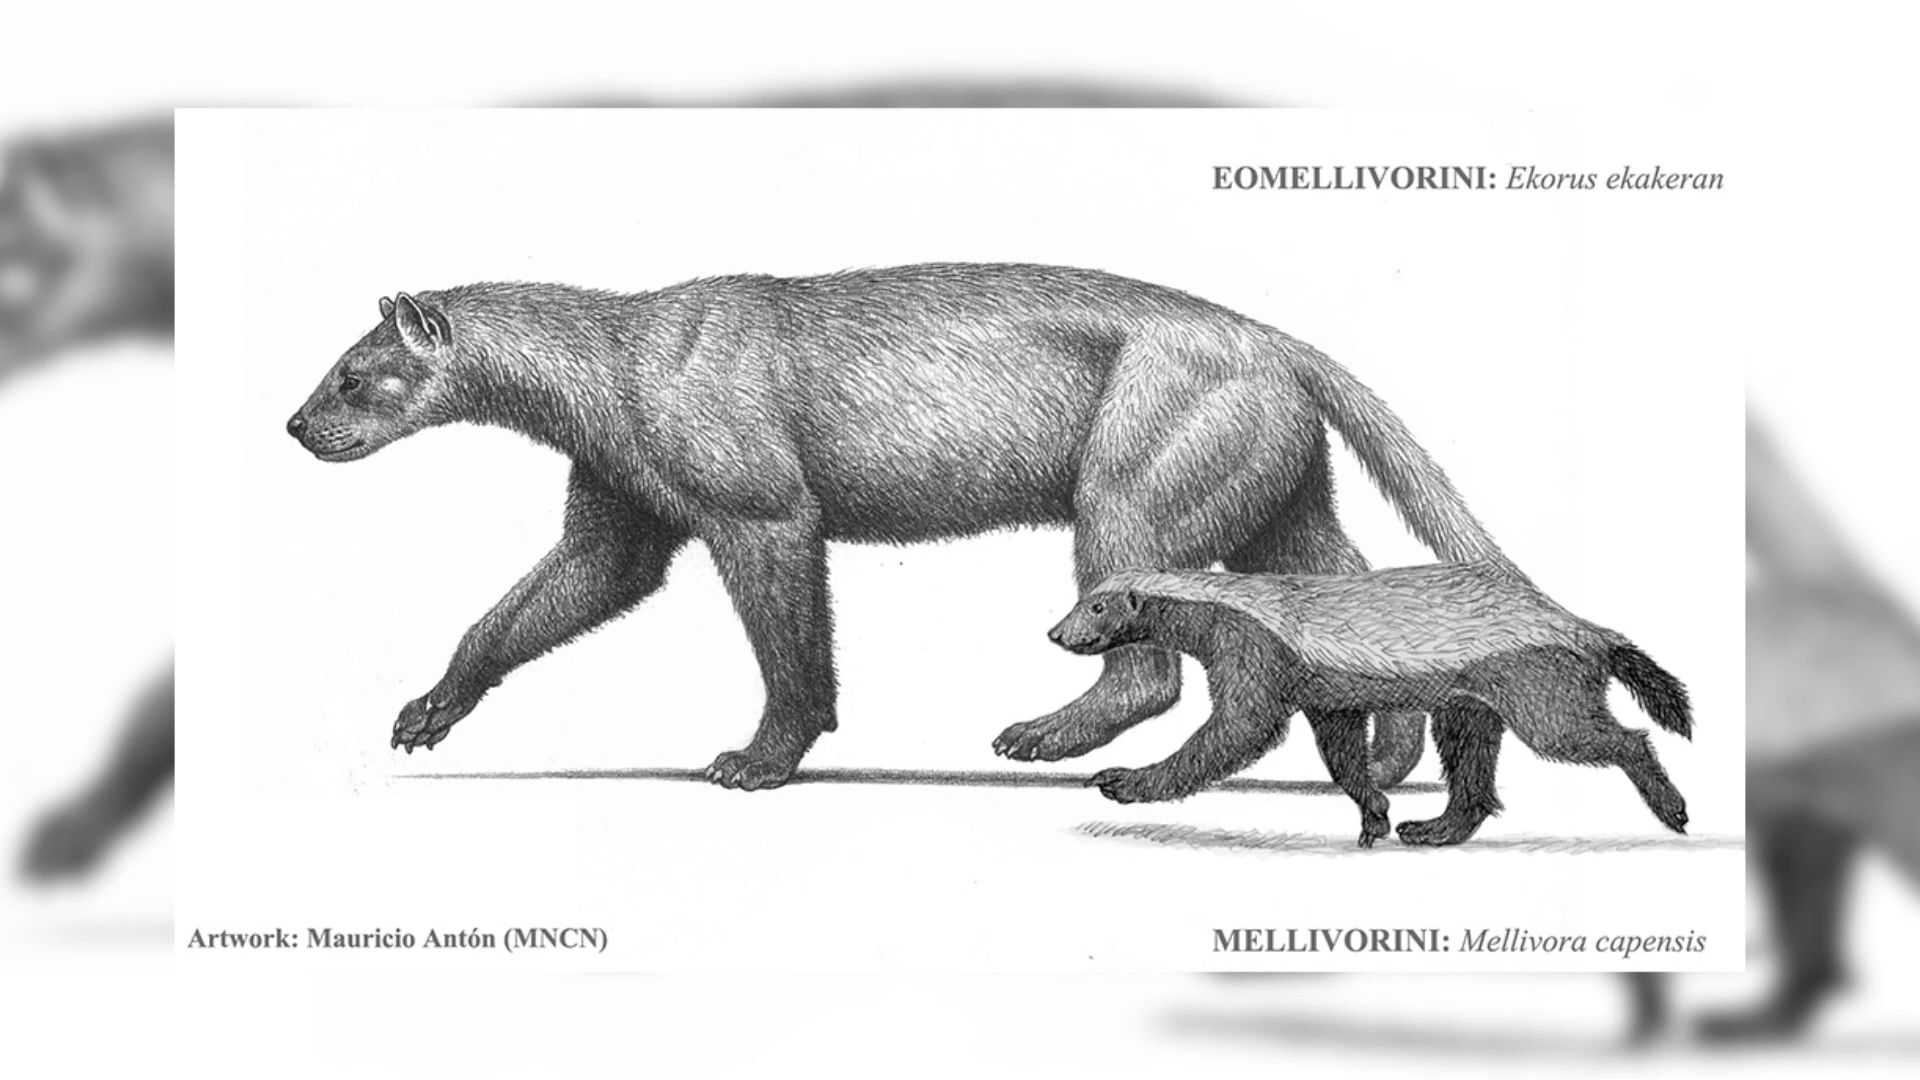 EOMELLIVORINI: Ekorus ekakeran
Artwork: Mauricio Antón (MNCN)
MELLIVORINI: Mellivora capensis